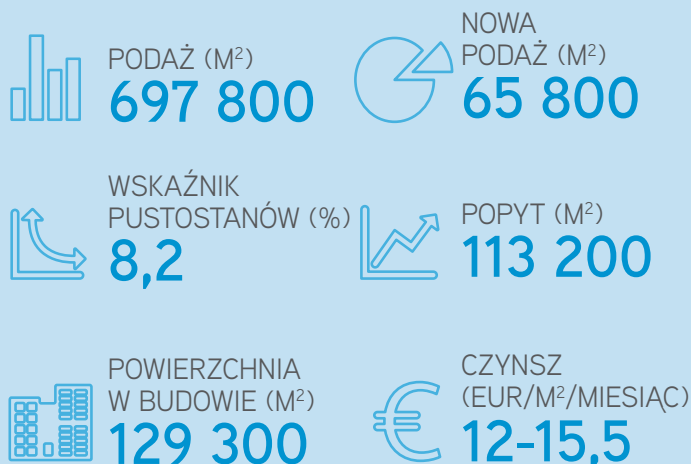 PODAŻ (M²)
697 800
NOWA
PODAŻ (M²)
65 800
WSKAŹNIK
PUSTOSTANÓW (%)
8,2
POPYT (M²)
113 200
POWIERZCHNIA
W BUDOWIE (M²)
129 300
CZYNSZ
(EUR/M²/MIESIĄC)
12-15,5